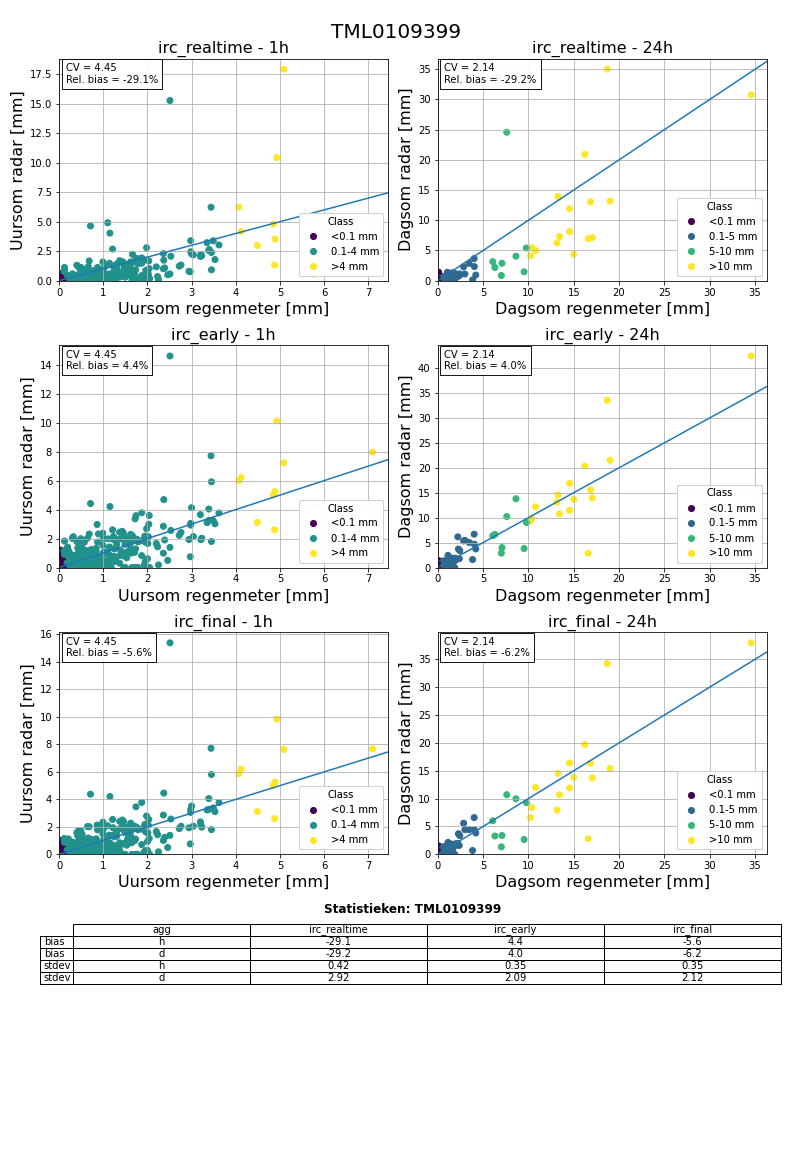 TML0109399
irc_realtime - 1h
CV = 4.45
Rel. bias = -29.1%
Uursom radar [mm]
17.5
15.0
12.5
10.0
7.5
5.0
2.5
0.0
Class
<0.1 mm
0.1-4 mm
>4 mm
0 1 2 3 4 5 6 7
Uursom regenmeter [mm]
irc_realtime - 24h
CV = 2.14
Rel. bias = -29.2%
Dagsom radar [mm]
35
30
25
20
15
10
5
0
Class
<0.1 mm
0.1-5 mm
5-10 mm
>10 mm
0 5 10 15 20 25 30 35
Dagsom regenmeter [mm]
irc_early - 1h
CV = 4.45
Rel. bias = 4.4%
Uursom radar [mm]
14
12
10
8
6
4
2
0
Class
<0.1 mm
0.1-4 mm
>4 mm
0 1 2 3 4 5 6 7
Uursom regenmeter [mm]
irc_early - 24h
CV = 2.14
Rel. bias = 4.0%
Dagsom radar [mm]
40
35
30
25
20
15
10
5
0
Class
<0.1 mm
0.1-5 mm
5-10 mm
>10 mm
0 5 10 15 20 25 30 35
Dagsom regenmeter [mm]
irc_final - 1h
CV = 4.45
Rel. bias = -5.6%
Uursom radar [mm]
16
14
12
10
8
6
4
2
0
Class
<0.1 mm
0.1-4 mm
>4 mm
0 1 2 3 4 5 6 7
Uursom regenmeter [mm]
irc_final - 24h
CV = 2.14
Rel. bias = -6.2%
Dagsom radar [mm]
35
30
25
20
15
10
5
0
Class
<0.1 mm
0.1-5 mm
5-10 mm
>10 mm
0 5 10 15 20 25 30 35
Dagsom regenmeter [mm]
Statistieken: TML0109399
agg irc_realtime irc_early irc_final
bias h -29.1 4.4 -5.6
bias d -29.2 4.0 -6.2
stdev h 0.42 0.35 0.35
stdev d 2.92 2.09 2.12